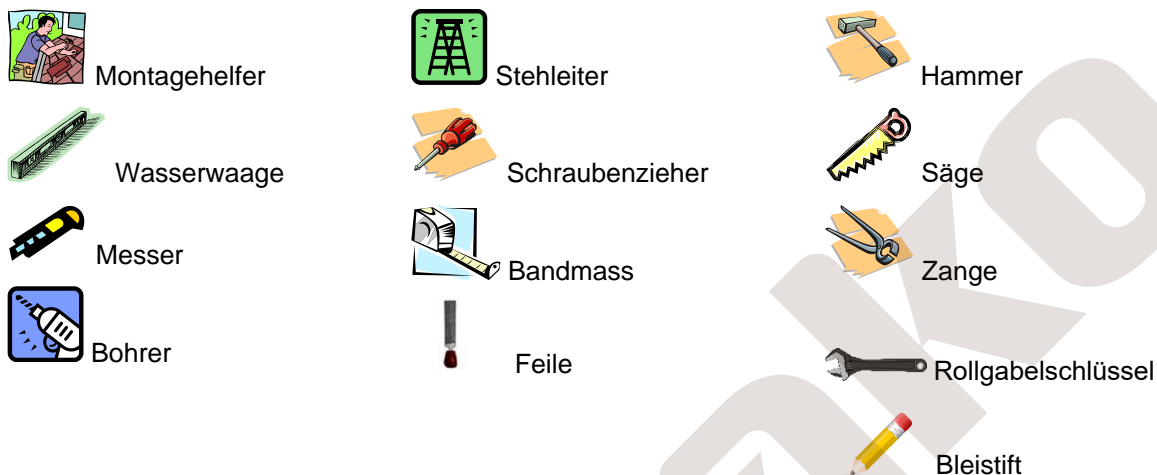 Montagehelfer
Stehleiter
Hammer
Wasserwaage
Schraubenzieher
Säge
Messer
Bandmass
Zange
Bohrer
Feile
Rollgabelschlüssel
Bleistift